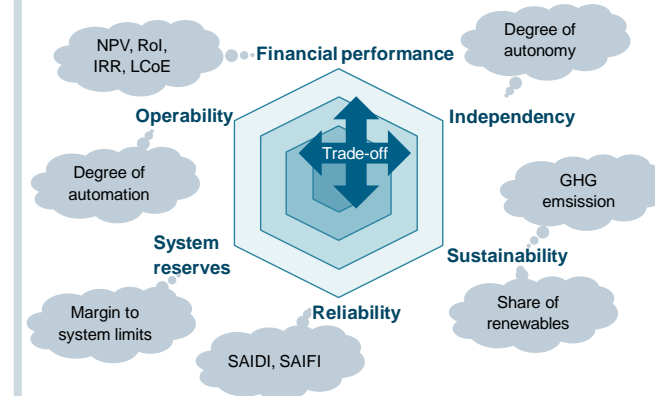 NPV, RoI,
IRR, LCoE
Financial performance
Degree of
autonomy
Operability
Independency
Trade-off
Degree of
automation
GHG
emsission
System
reserves
Sustainability
Margin to
system limits
Reliability
Share of
renewables
SAIDI, SAIFI